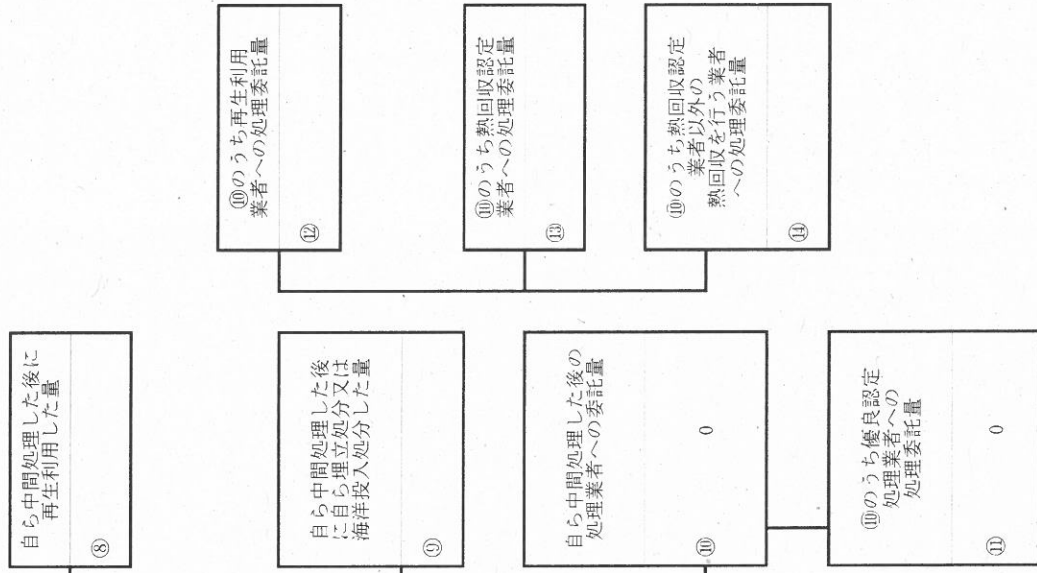 自ら中間処理した後に
再生利用した量
⑧
自ら中間処理した後
に自ら埋立処分又は
海洋投入処分した量
⑨
自ら中間処理した後の
処理業者への委託量
⑩
0
⑩のうち優良認定
処理業者への
処理委託量
⑪
0
⑩のうち再生利用
業者への処理委託量
⑫
⑩のうち熱回収認定
業者への処理委託量
⑬
⑩のうち熱回収認定
業者以外の
熱回収を行う業者
への処理委託量
⑭